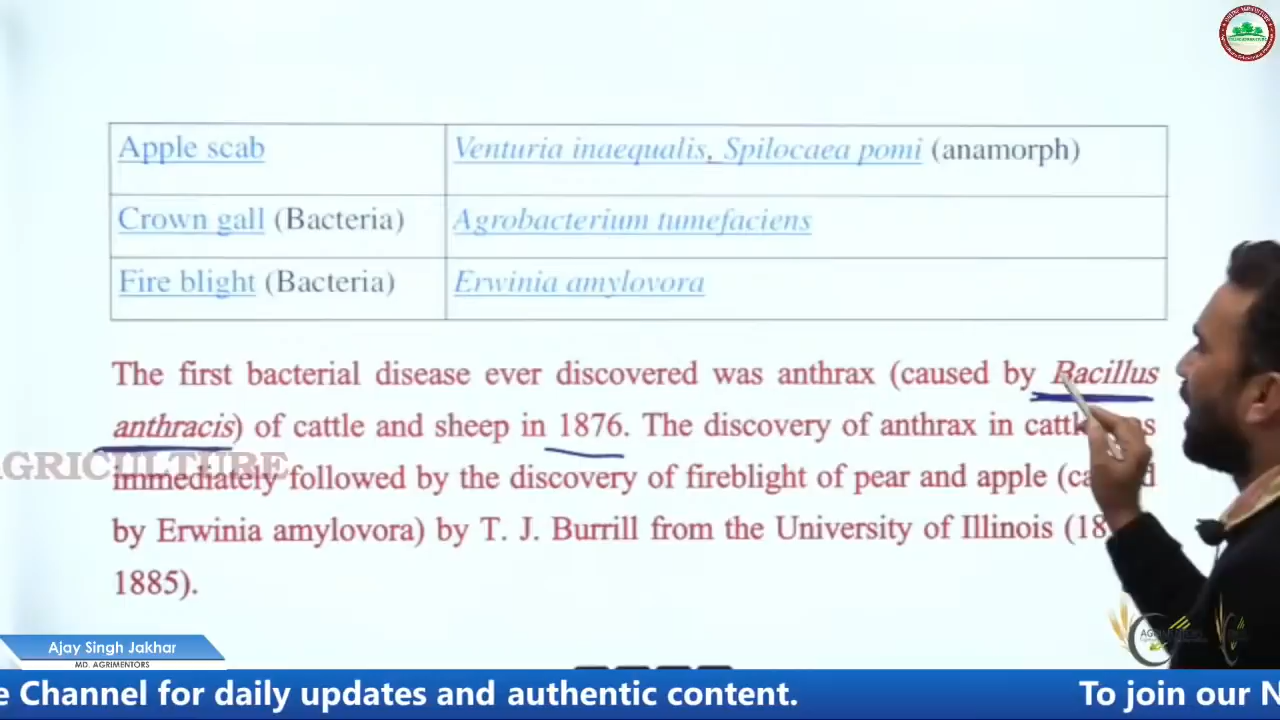 Apple scab
Venturia inaequalis, Spilocaea pomi (anamorph)
Crown gall (Bacteria)
Agrobacterium tumefaciens
Fire blight (Bacteria)
Erwinia amylovora
The first bacterial disease ever discovered was anthrax (caused by Bacillus
anthracis) of cattle and sheep in 1876. The discovery of anthrax in
immediately followed by the discovery of fireblight of pear and apple
by Erwinia amylovora) by T. J. Burrill from the University of Illinois
1885).
AGRICULTURE
Ajay Singh Jakhar
MD. AGRIMENTORS
e Channel for daily updates and authentic content.
To join our N